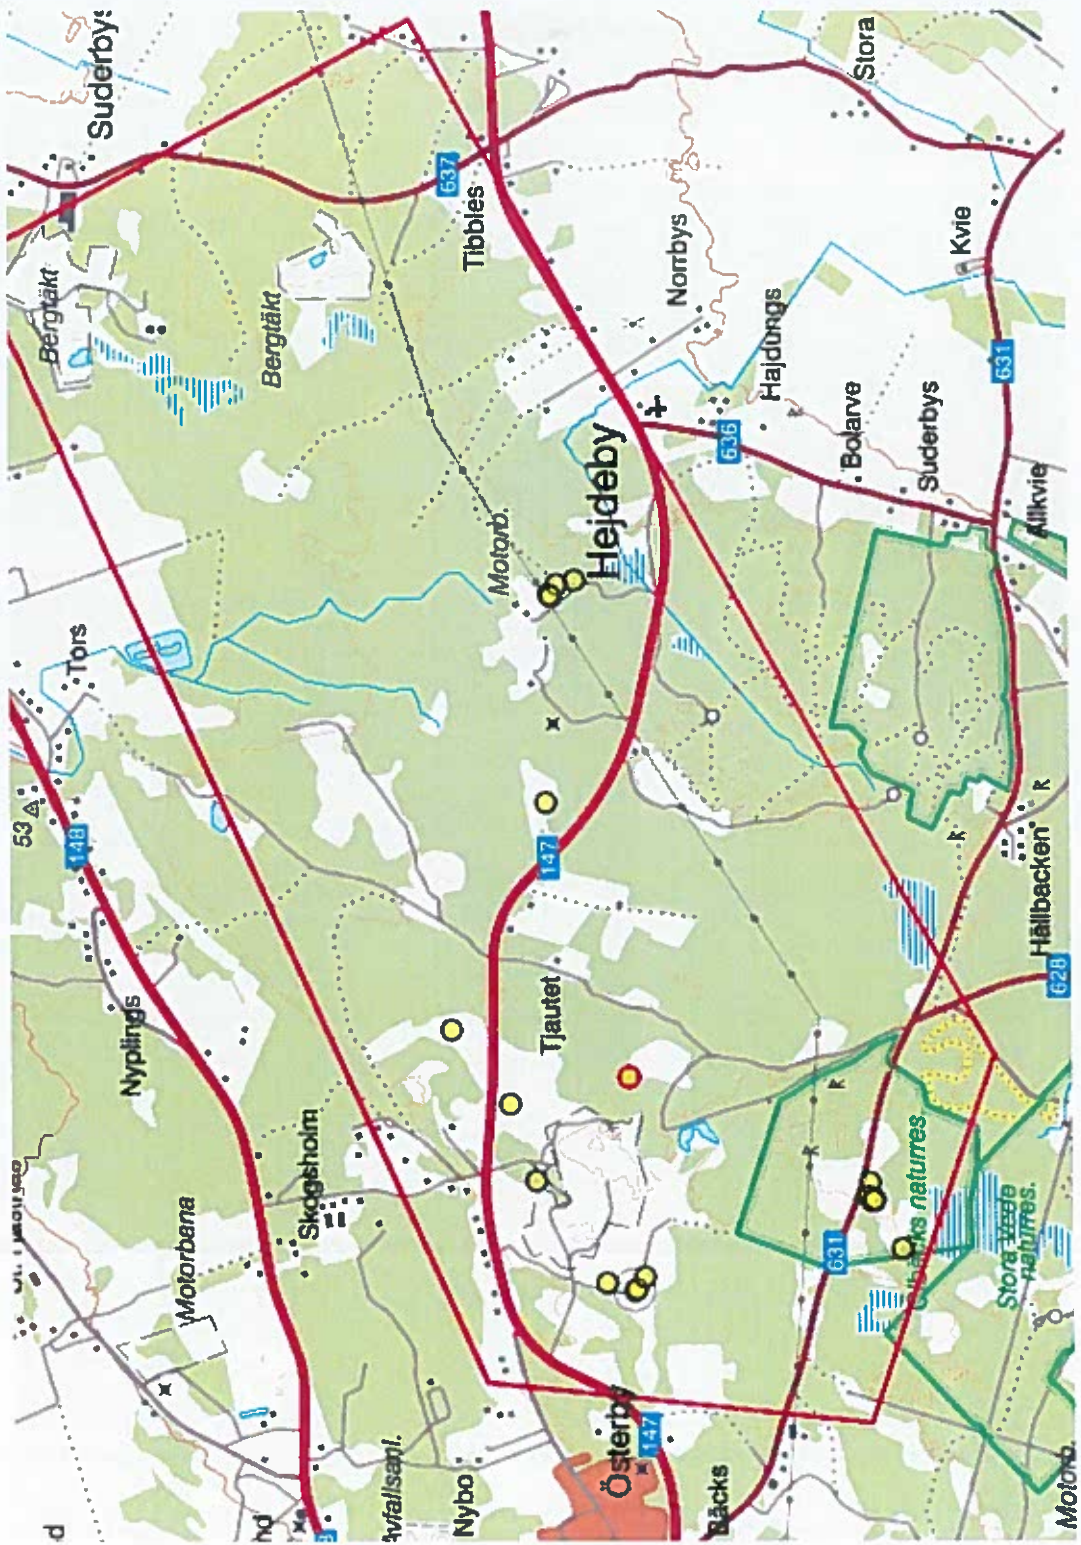 Suderbys
Stora
Bergtäkt
637
Tibbles
Bergtäkt
Norrbys
Kvie
Hajdungs
631
636
Bolarve
Suderbys
Hejdeby
Motorb.
Allkvie
Tors
53
148
147
R
R
Hällbacken
628
Tjautet
Nyplings
R
R
Skogsholm
naturres
Stora Vede
naturres.
Motorbana
631
Österby
147
Avfallsanl.
Nybo
Bäcks
Motorb.